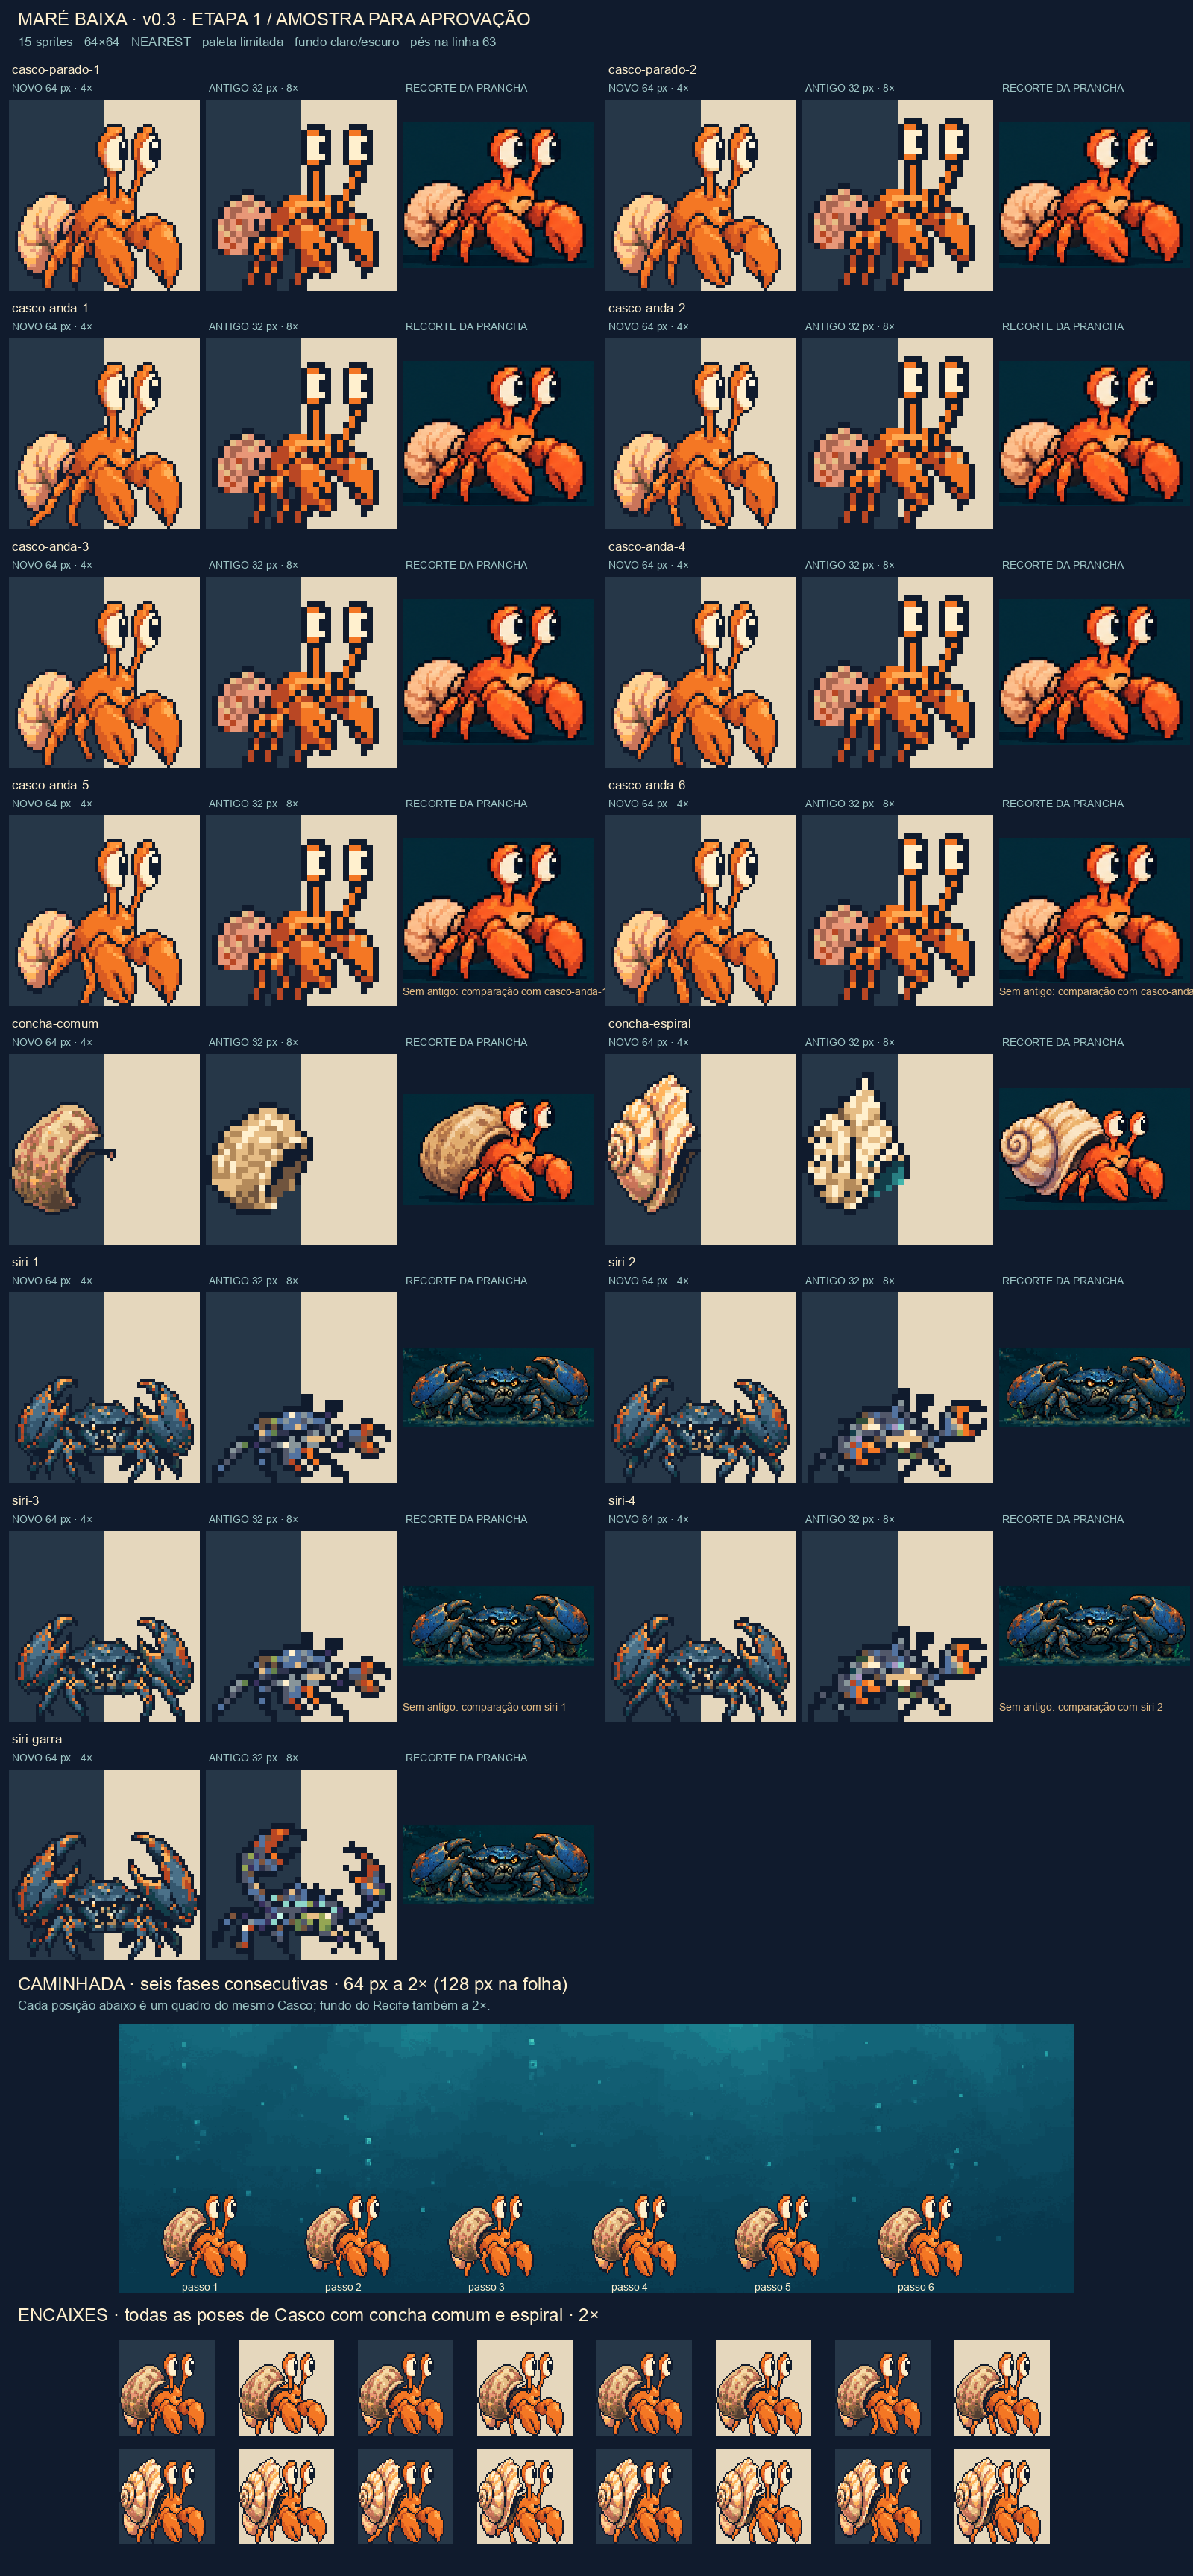 MARÉ BAIXA · v0.3 · ETAPA 1 / AMOSTRA PARA APROVAÇÃO
15 sprites · 64×64 · NEAREST · paleta limitada · fundo claro/escuro · pés na linha 63
casco-parado-1
NOVO 64 px · 4× ANTIGO 32 px · 8× RECORTE DA PRANCHA
casco-parado-2
NOVO 64 px · 4× ANTIGO 32 px · 8× RECORTE DA PRANCHA
casco-anda-1
NOVO 64 px · 4× ANTIGO 32 px · 8× RECORTE DA PRANCHA
casco-anda-2
NOVO 64 px · 4× ANTIGO 32 px · 8× RECORTE DA PRANCHA
casco-anda-3
NOVO 64 px · 4× ANTIGO 32 px · 8× RECORTE DA PRANCHA
casco-anda-4
NOVO 64 px · 4× ANTIGO 32 px · 8× RECORTE DA PRANCHA
casco-anda-5
NOVO 64 px · 4× ANTIGO 32 px · 8× RECORTE DA PRANCHA
Sem antigo: comparação com casco-anda-1
casco-anda-6
NOVO 64 px · 4× ANTIGO 32 px · 8× RECORTE DA PRANCHA
Sem antigo: comparação com casco-anda
concha-comum
NOVO 64 px · 4× ANTIGO 32 px · 8× RECORTE DA PRANCHA
concha-espiral
NOVO 64 px · 4× ANTIGO 32 px · 8× RECORTE DA PRANCHA
siri-1
NOVO 64 px · 4× ANTIGO 32 px · 8× RECORTE DA PRANCHA
siri-2
NOVO 64 px · 4× ANTIGO 32 px · 8× RECORTE DA PRANCHA
siri-3
NOVO 64 px · 4× ANTIGO 32 px · 8× RECORTE DA PRANCHA
Sem antigo: comparação com siri-1
siri-4
NOVO 64 px · 4× ANTIGO 32 px · 8× RECORTE DA PRANCHA
Sem antigo: comparação com siri-2
siri-garra
NOVO 64 px · 4× ANTIGO 32 px · 8× RECORTE DA PRANCHA
CAMINHADA · seis fases consecutivas · 64 px a 2× (128 px na folha)
Cada posição abaixo é um quadro do mesmo Casco; fundo do Recife também a 2×.
passo 1 passo 2 passo 3 passo 4 passo 5 passo 6
ENCAIXES · todas as poses de Casco com concha comum e espiral · 2×